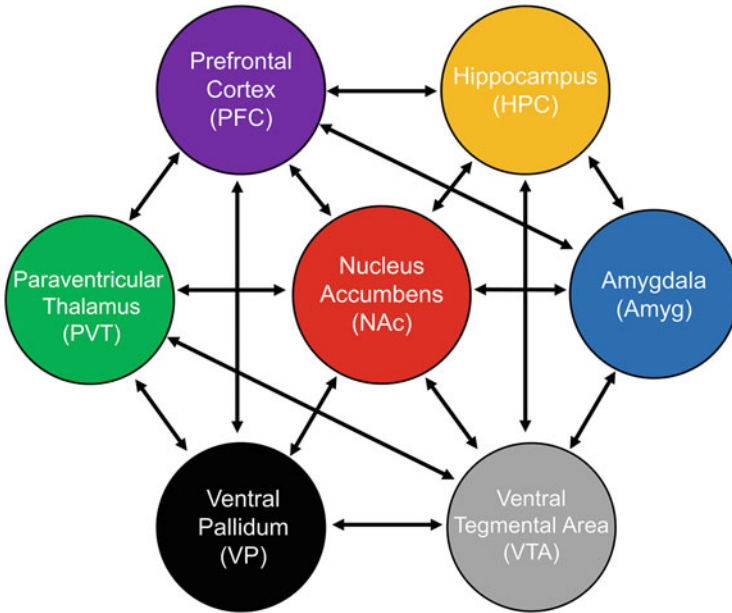 Prefrontal
Cortex
(PFC)
Hippocampus
(HPC)
Paraventricular
Thalamus
(PVT)
Nucleus
Accumbens
(NAc)
Amygdala
(Amyg)
Ventral
Pallidum
(VP)
Ventral
Tegmental Area
(VTA)